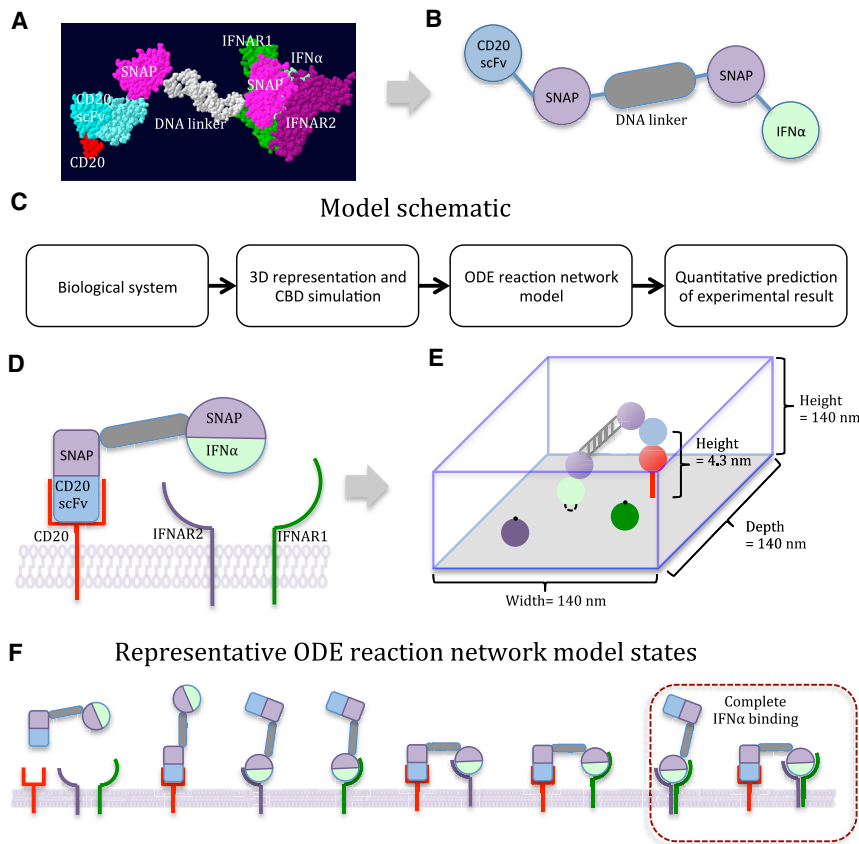 A
IFNAR1
IFNα
SNAP
SNAP
CD20
scFv
DNA linker
IFNAR2
CD20
B
CD20
scFv
SNAP
SNAP
DNA linker
IFNα
C
Model schematic
Biological system
3D representation and
CBD simulation
ODE reaction network
model
Quantitative prediction
of experimental result
D
SNAP
SNAP
IFNα
CD20
scFv
CD20
IFNAR2
IFNAR1
E
Height
= 140 nm
Height
= 4.3 nm
Depth
= 140 nm
Width= 140 nm
F
Representative ODE reaction network model states
Complete
IFNα binding